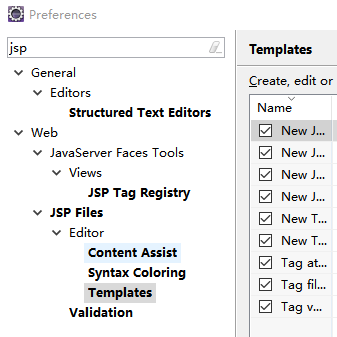 Preferences
jsp
General
Editors
Structured Text Editors
Web
JavaServer Faces Tools
Views
JSP Tag Registry
JSP Files
Editor
Content Assist
Syntax Coloring
Templates
Validation
Templates
Create, edit or
Name
New J...
New J...
New J...
New J...
New T...
New T...
Tag at...
Tag fil...
Tag v...